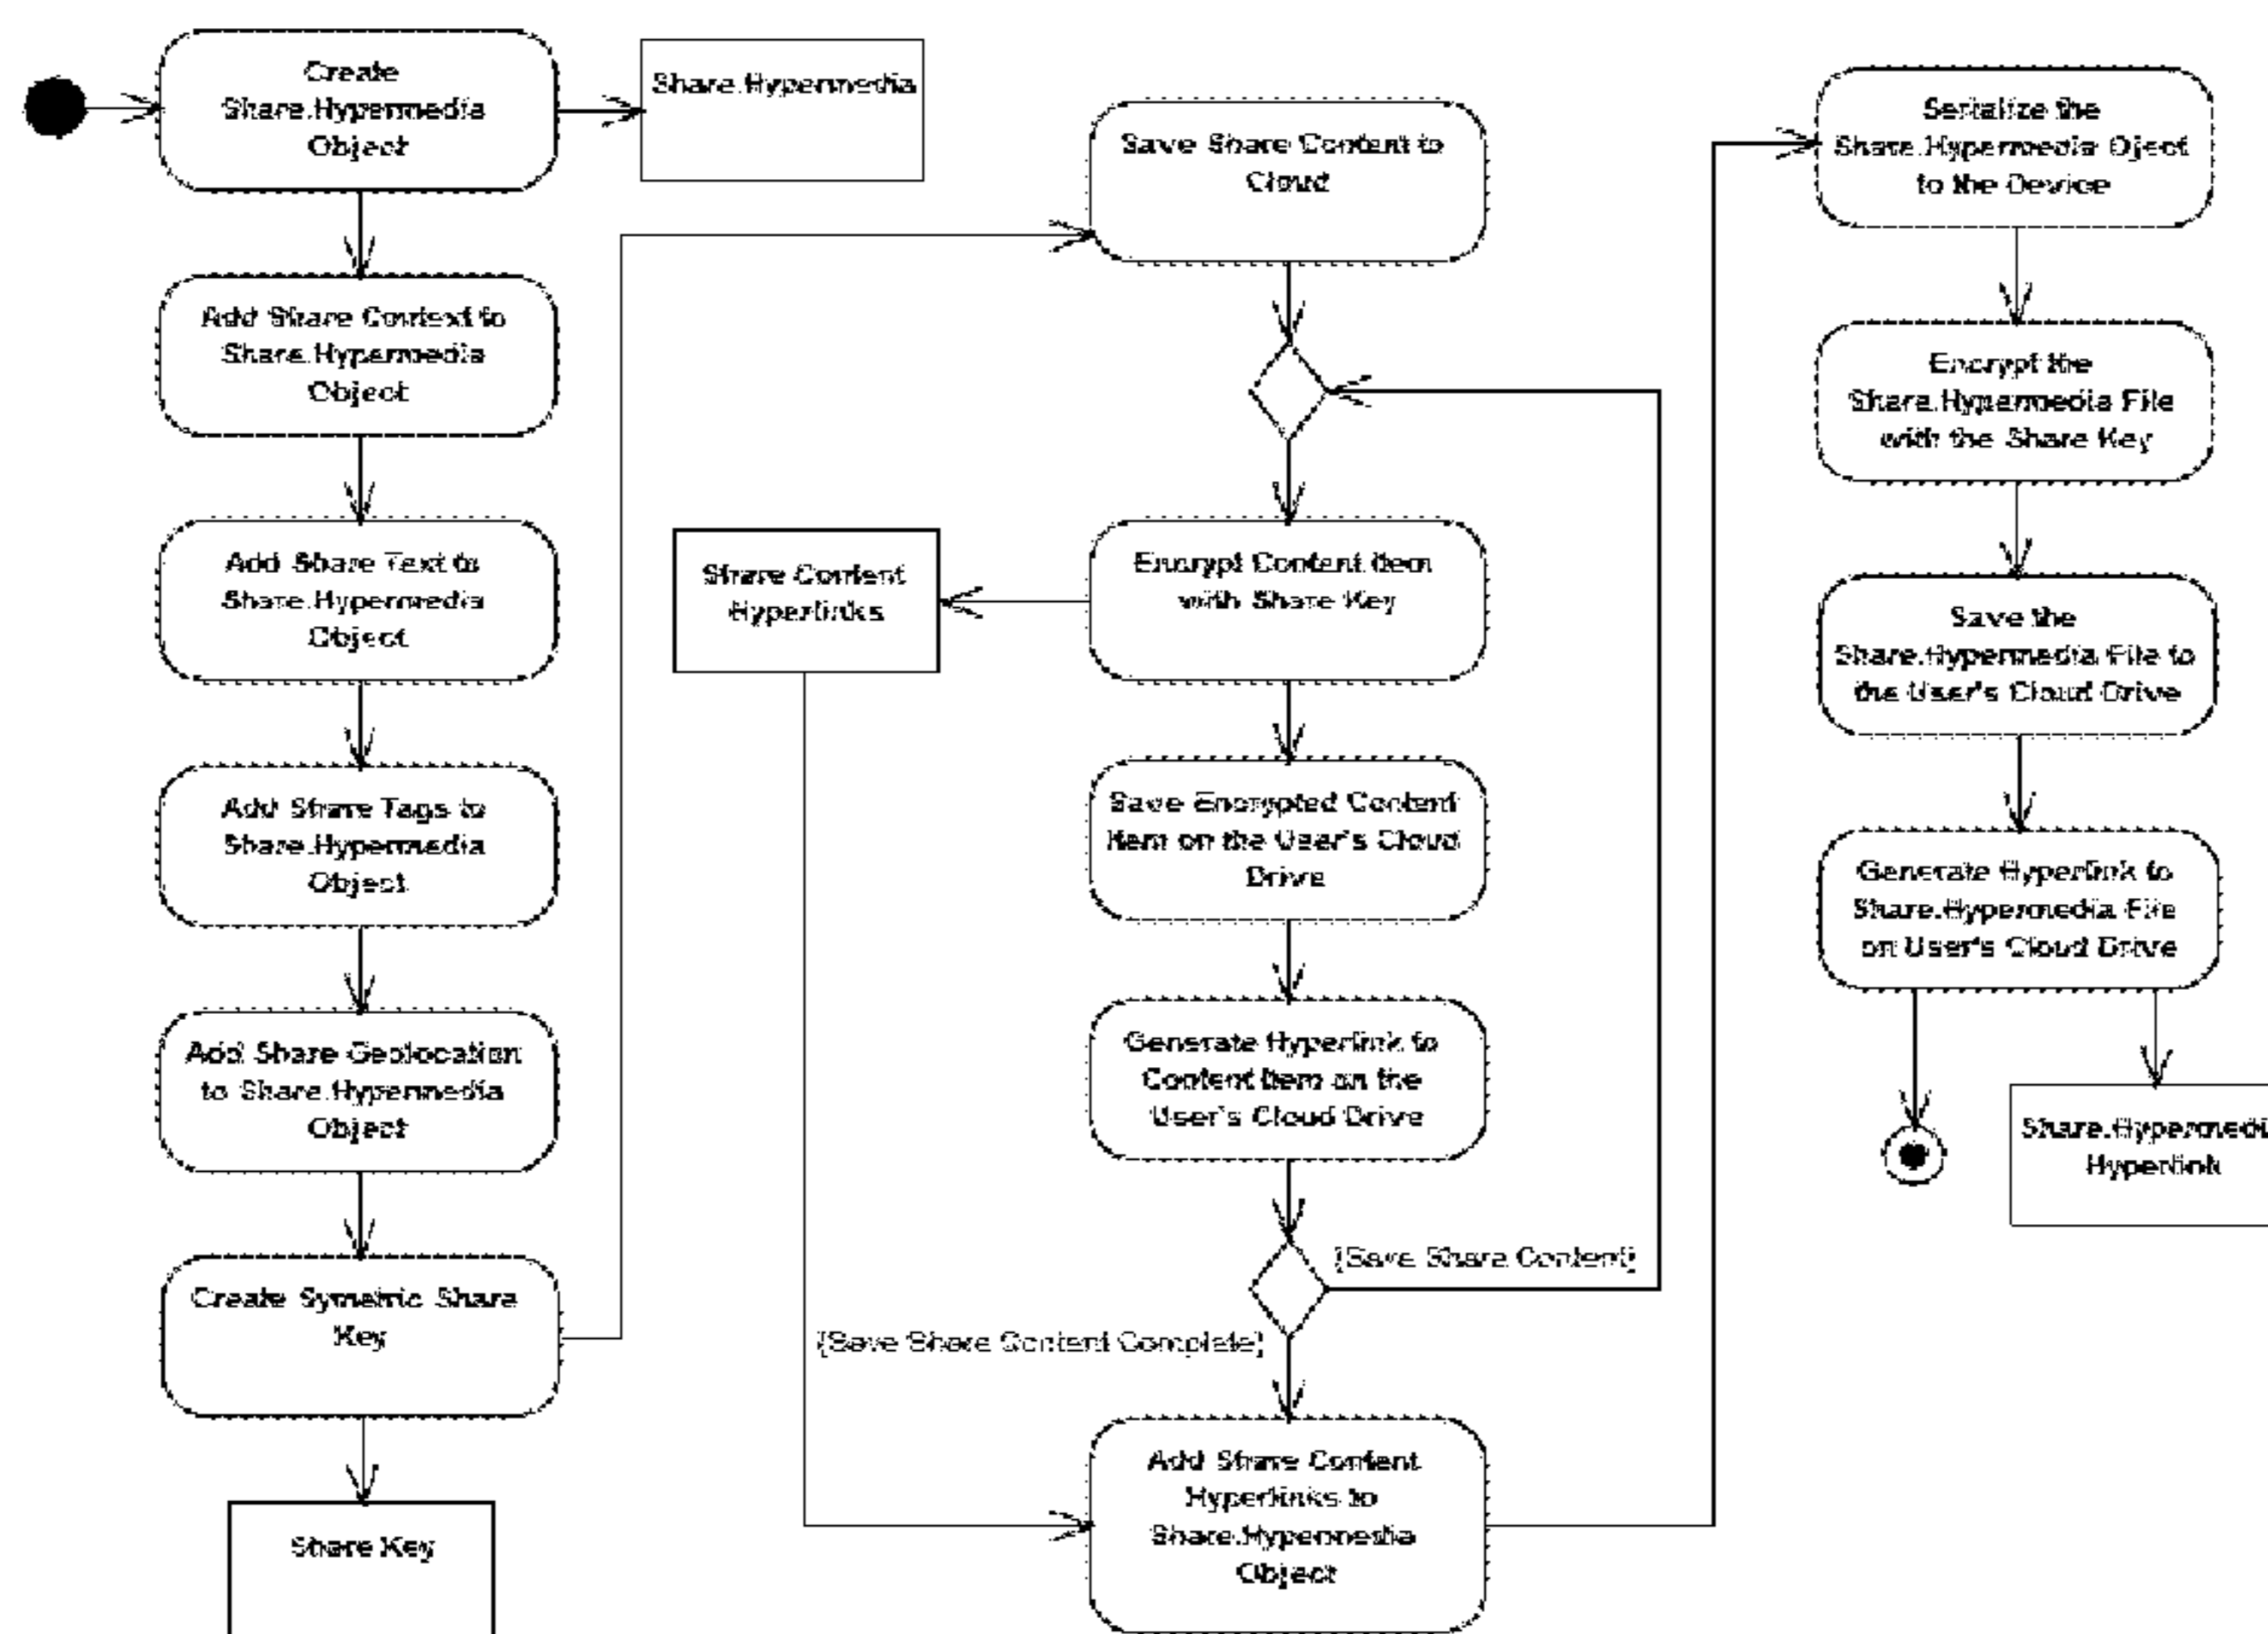 Create
Share.Hypermedia
Object
Share.Hypermedia
Add Share Context to
Share.Hypermedia
Object
Add Share Text to
Share.Hypermedia
Object
Add Share Tags to
Share.Hypermedia
Object
Add Share Geolocation
to Share.Hypermedia
Object
Create Symetric Share
Key
Share Key
Save Share Content to
Cloud
Encrypt Content Item
with Share Key
Share Content
Hyperlinks
Save Encrypted Content
Item on the User's Cloud
Drive
Generate Hyperlink to
Content Item on the
User's Cloud Drive
[Save Share Content]
[Save Share Content Complete]
Add Share Content
Hyperlinks to
Share.Hypermedia
Object
Serialize the
Share.Hypermedia Oject
to the Device
Encrypt the
Share.Hypermedia File
with the Share Key
Save the
Share.Hypermedia File to
the User's Cloud Drive
Generate Hyperlink to
Share.Hypermedia File
on User's Cloud Drive
Share.Hypermedi
Hyperlink